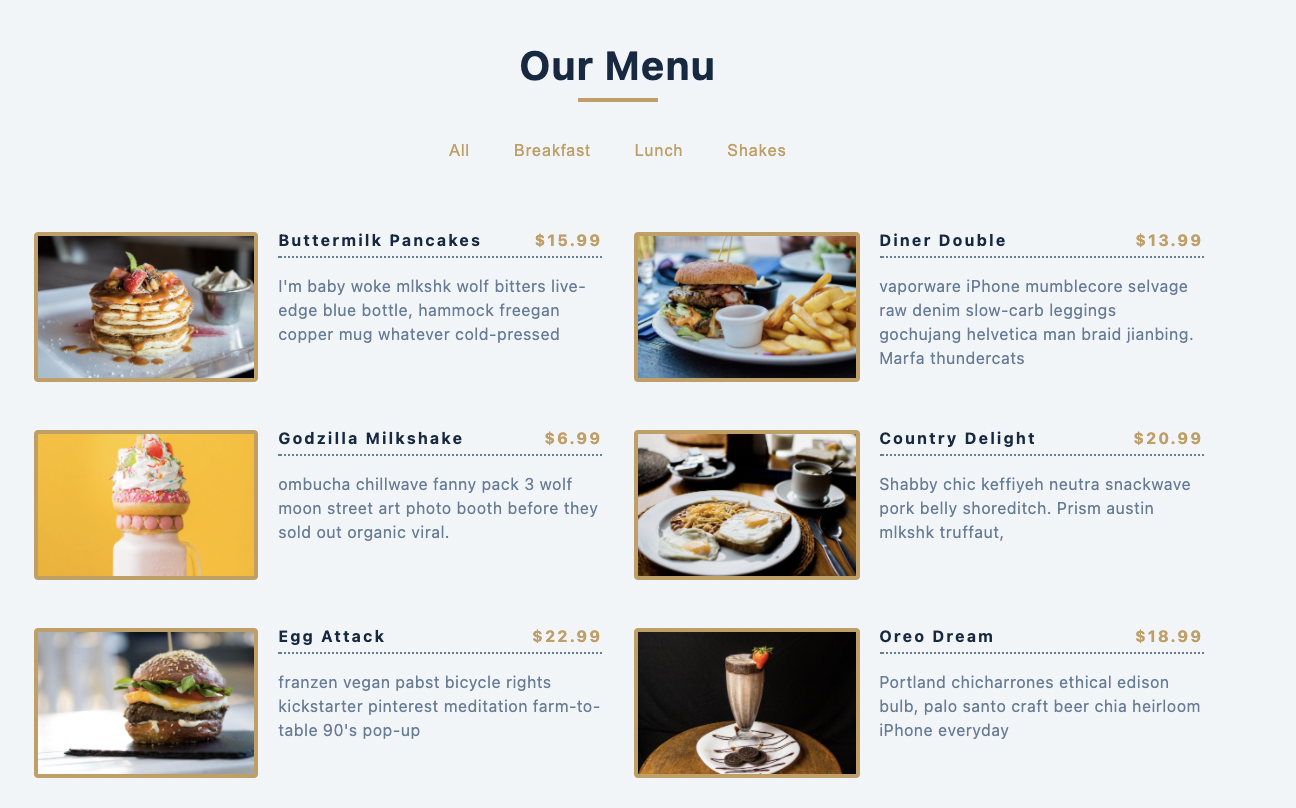 Our Menu
All Breakfast Lunch Shakes
Buttermilk Pancakes $15.99
I'm baby woke mlkshk wolf bitters live-
edge blue bottle, hammock freegan
copper mug whatever cold-pressed
Diner Double $13.99
vaporware iPhone mumblecore selvage
raw denim slow-carb leggings
gochujang helvetica man braid jianbing.
Marfa thundercats
Godzilla Milkshake $6.99
ombucha chillwave fanny pack 3 wolf
moon street art photo booth before they
sold out organic viral.
Country Delight $20.99
Shabby chic keffiyeh neutra snackwave
pork belly shoreditch. Prism austin
mlkshk truffaut,
Egg Attack $22.99
franzen vegan pabst bicycle rights
kickstarter pinterest meditation farm-to-
table 90's pop-up
Oreo Dream $18.99
Portland chicharrones ethical edison
bulb, palo santo craft beer chia heirloom
iPhone everyday